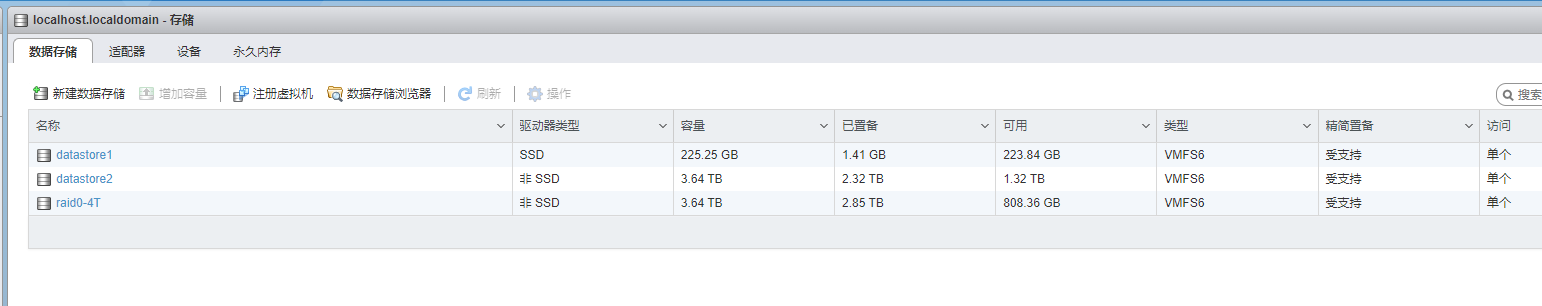 localhost.localdomain - 存储
数据存储 适配器 设备 永久内存
新建数据存储 增加容量 注册虚拟机 数据存储浏览器 刷新 操作 搜索
名称 驱动器类型 容量 已置备 可用 类型 精简置备 访问
datastore1 SSD 225.25 GB 1.41 GB 223.84 GB VMFS6 受支持 单个
datastore2 非 SSD 3.64 TB 2.32 TB 1.32 TB VMFS6 受支持 单个
raid0-4T 非 SSD 3.64 TB 2.85 TB 808.36 GB VMFS6 受支持 单个